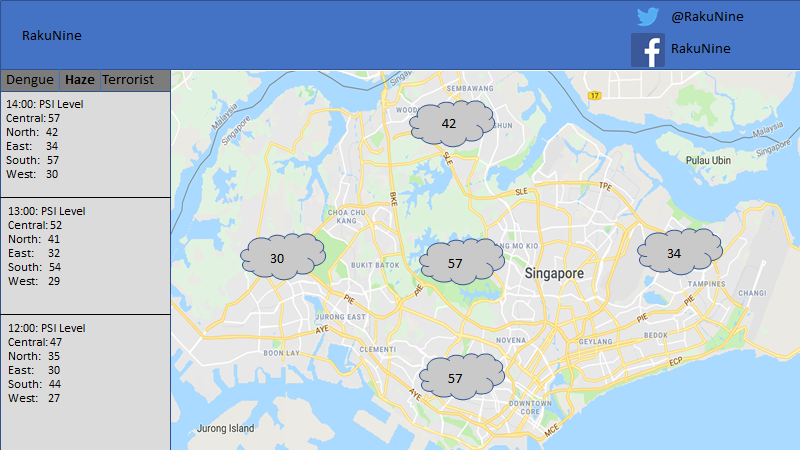 RakuNine
@RakuNine
RakuNine
Dengue Haze Terrorist
14:00: PSI Level
Central:57
North: 42
East: 34
South: 57
West: 30
13:00: PSI Level
Central:52
North: 41
East: 32
South: 54
West: 29
12:00: PSI Level
Central:47
North: 35
East: 30
South: 44
West: 27
SEMBAWANG
17
42
Malaysia
Singapore
Malaysia
Singapore
Pulau Ubin
SLE
SLE
TPE
BKE
CHOA CHU
KANG
30
57
34
BUKIT BATOK
Singapore
TAMPINES
CHANGI
PIE
PIE
PIE
JURONG EAST
AYE
BOON LAY
CLEMENTI
NOVENA
GEYLANG
BEDOK
ECP
57
AYE
DOWNTOWN
CORE
MCE
Jurong Island